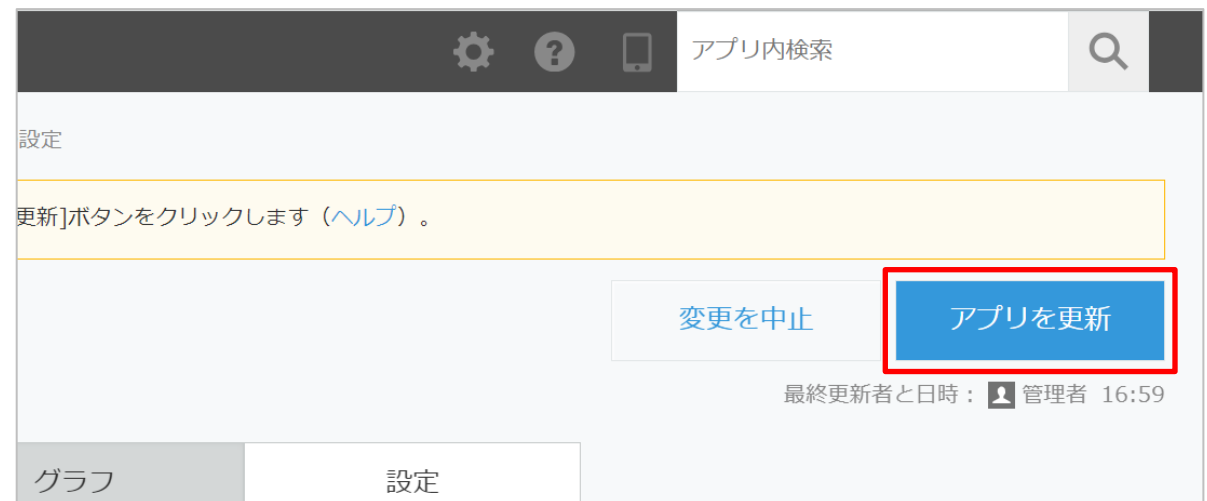 アプリ内検索
設定
更新]ボタンをクリックします（ヘルプ）。
変更を中止
アプリを更新
最終更新者と日時： 管理者 16:59
グラフ
設定